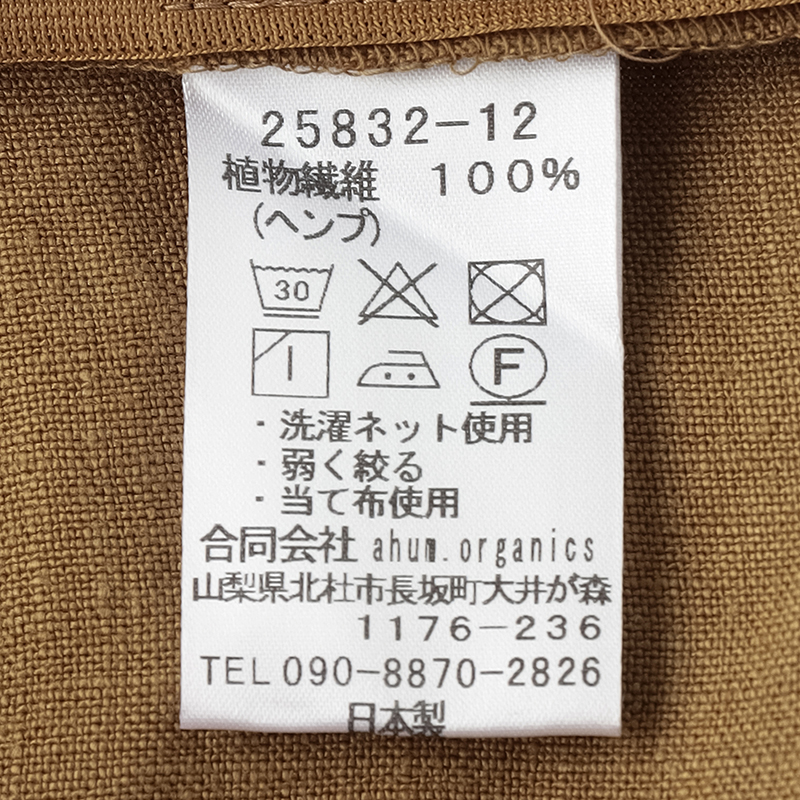 25832-12
植物繊維 100%
(ヘンプ)
30
F
・洗濯ネット使用
・弱く絞る
・当て布使用
合同会社 ahum.organics
山梨県北杜市長坂町大井が森
1176-236
TEL090-8870-2826
日本製